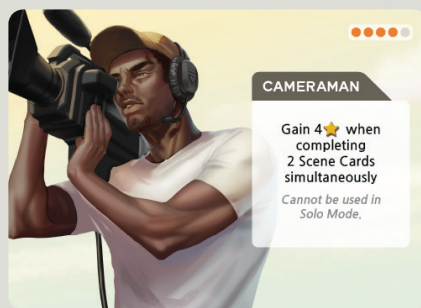 CAMERAMAN
Gain 4⭐ when
completing
2 Scene Cards
simultaneously
Cannot be used in
Solo Mode.